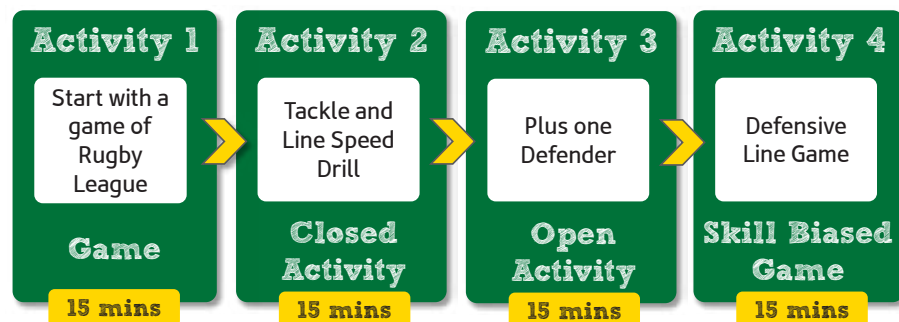 Activity 1
Start with a
game of
Rugby
League
Game
15 mins
Activity 2
Tackle and
Line Speed
Drill
Closed
Activity
15 mins
Activity 3
Plus one
Defender
Open
Activity
15 mins
Activity 4
Defensive
Line Game
Skill Biased
Game
15 mins